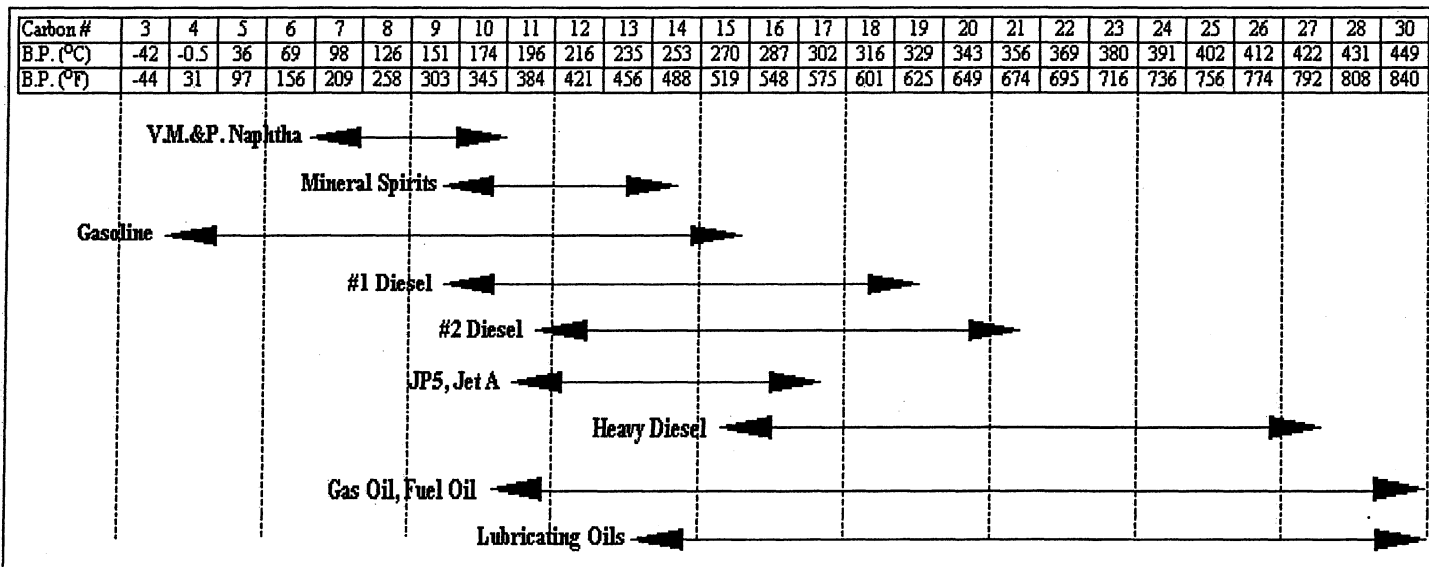 Carbon # 3 4 5 6 7 8 9 10 11 12 13 14 15 16 17 18 19 20 21 22 23 24 25 26 27 28 30
B.P. (⁰C) -42 -0.5 36 69 98 126 151 174 196 216 235 253 270 287 302 316 329 343 356 369 380 391 402 412 422 431 449
B.P. (⁰F) -44 31 97 156 209 258 303 345 384 421 456 488 519 548 575 601 625 649 674 695 716 736 756 774 792 808 840
V.M.&P. Naphtha
Mineral Spirits
Gasoline
#1 Diesel
#2 Diesel
JP5, Jet A
Heavy Diesel
Gas Oil, Fuel Oil
Lubricating Oils